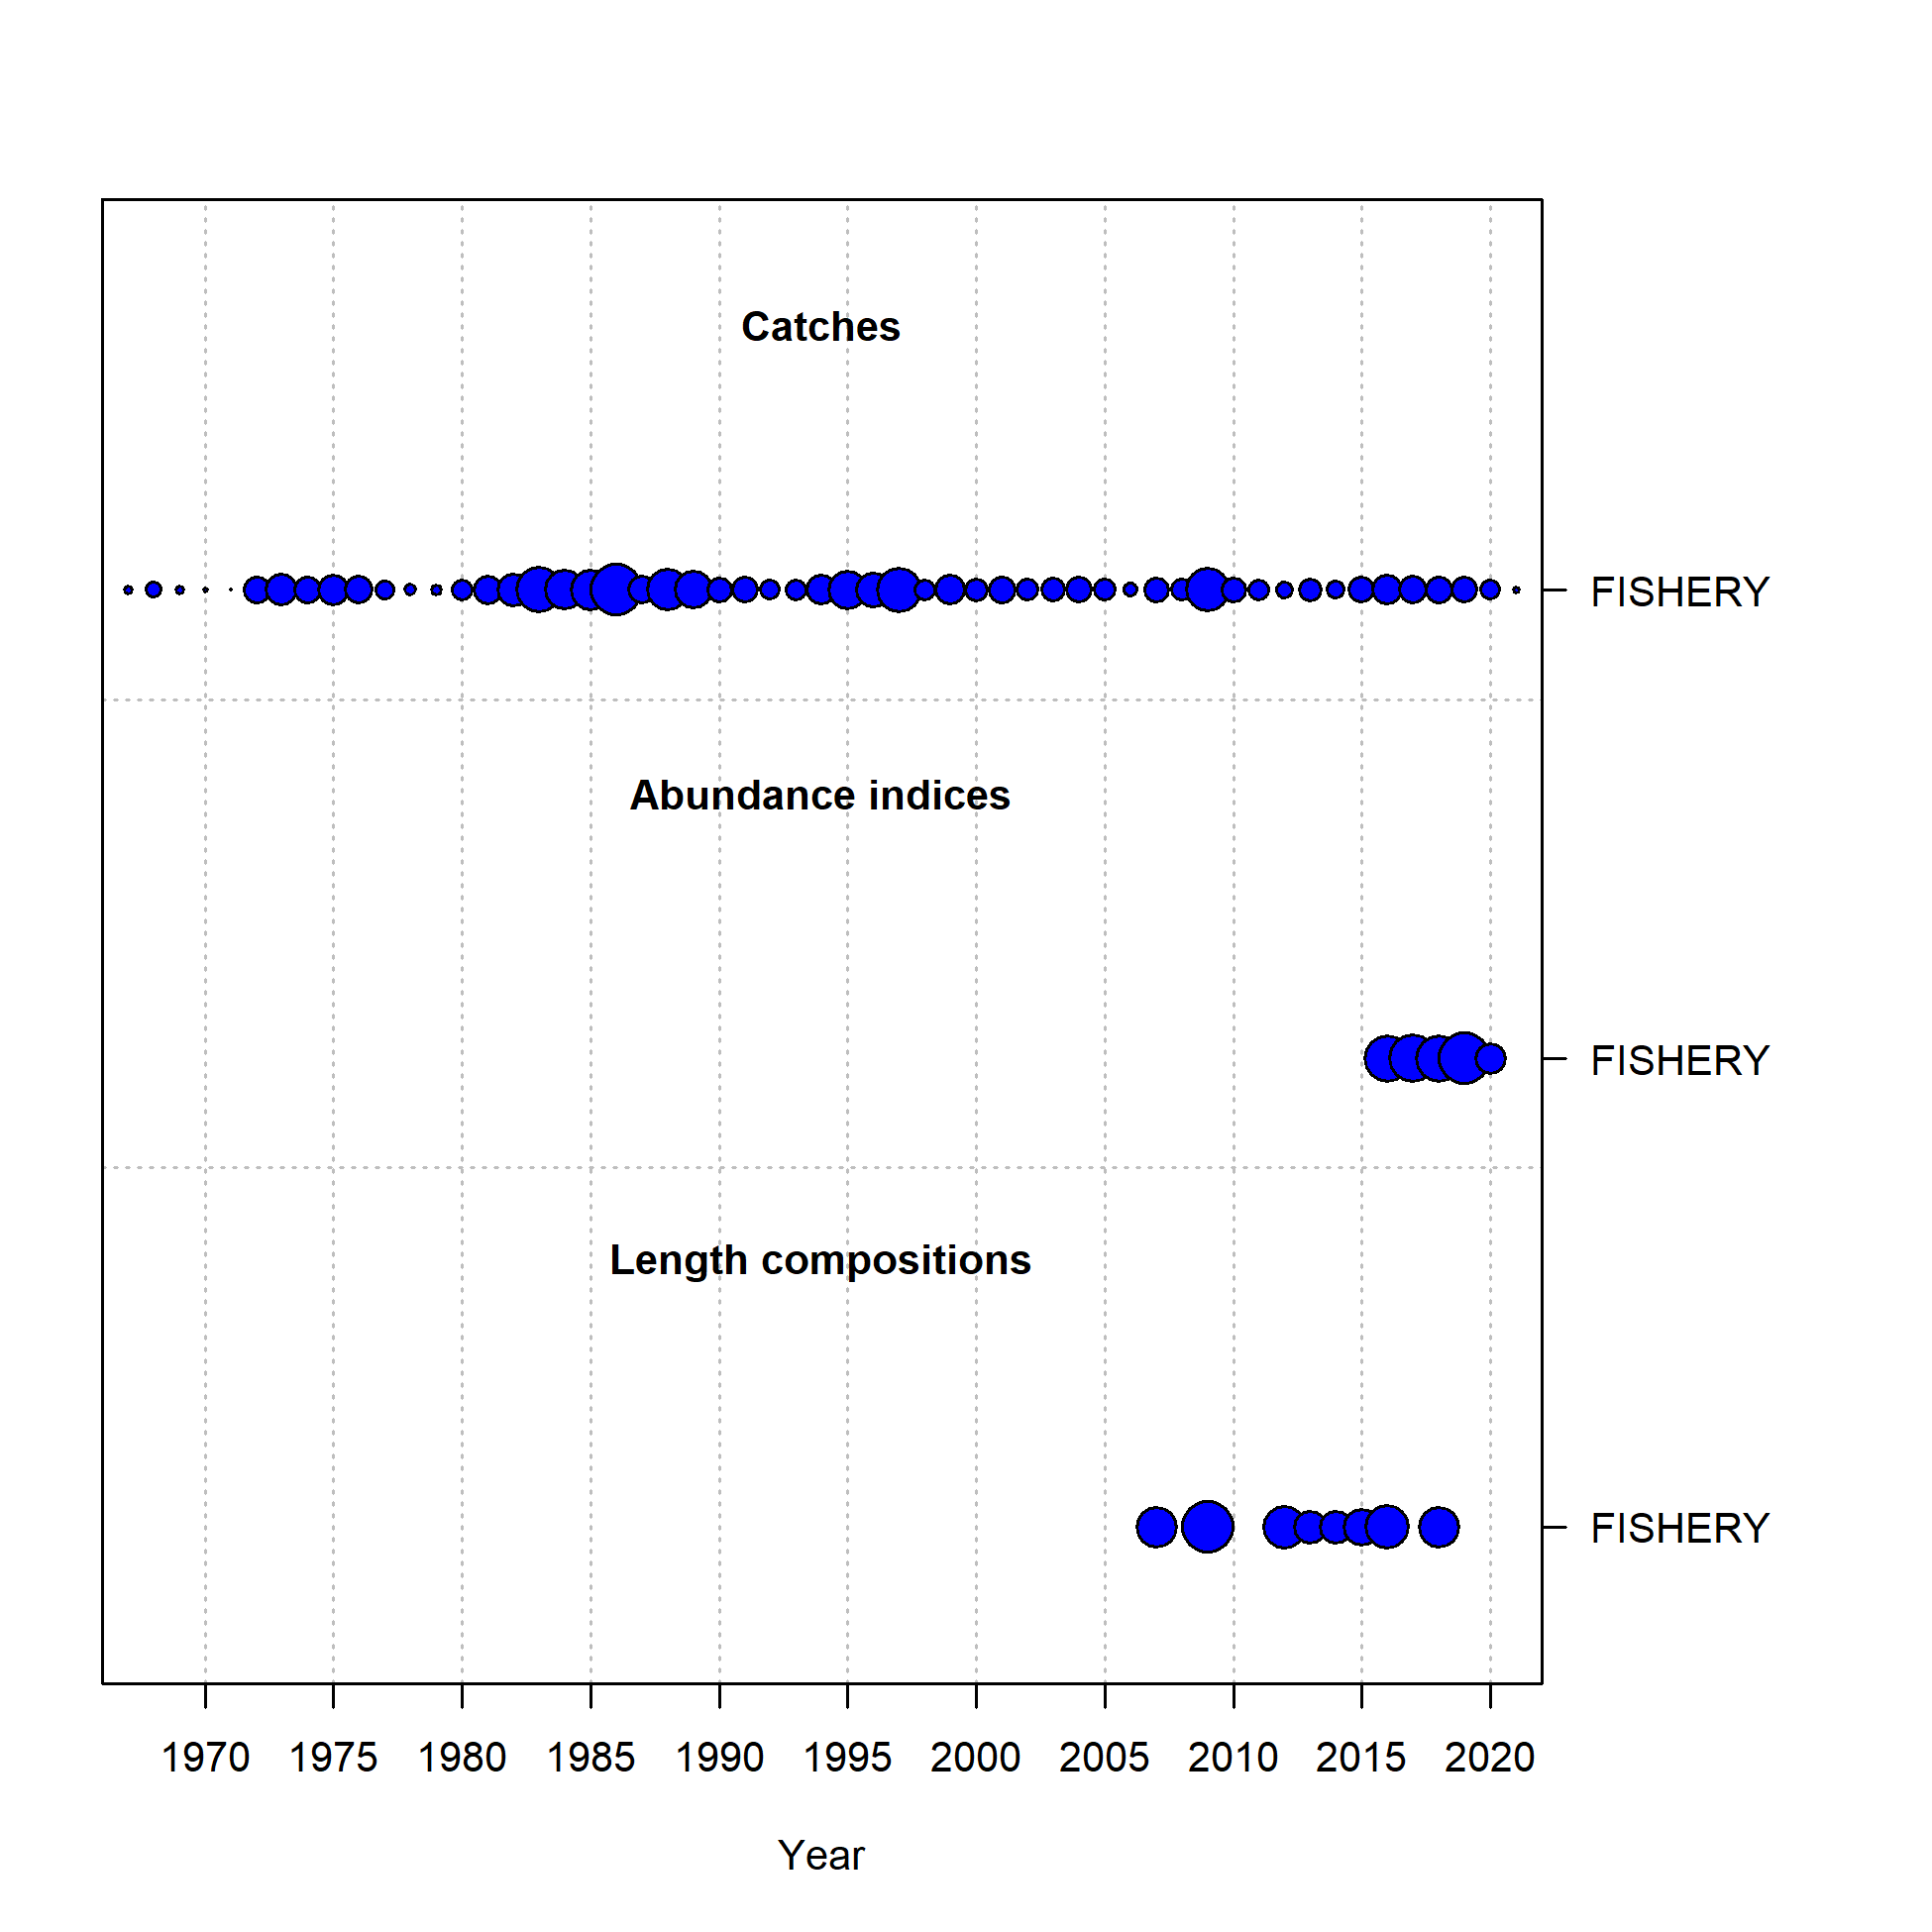 Catches
FISHERY
Abundance indices
FISHERY
Length compositions
FISHERY
1970 1975 1980 1985 1990 1995 2000 2005 2010 2015 2020
Year